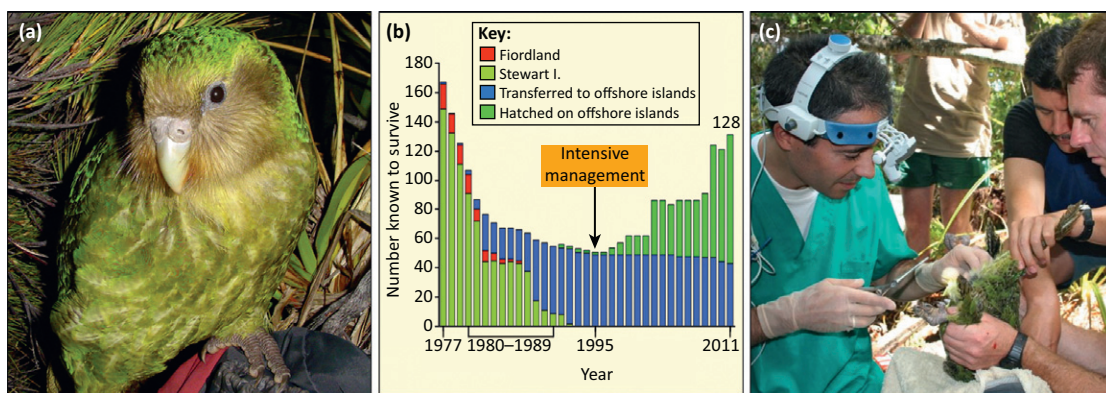 (a)
(b)
Key:
Fiordland
Stewart I.
Transferred to offshore islands
Hatched on offshore islands
Number known to survive
180
160
140
120
100
80
60
40
20
0
128
Intensive
management
1977
1980–1989
1995
2011
Year
(c)